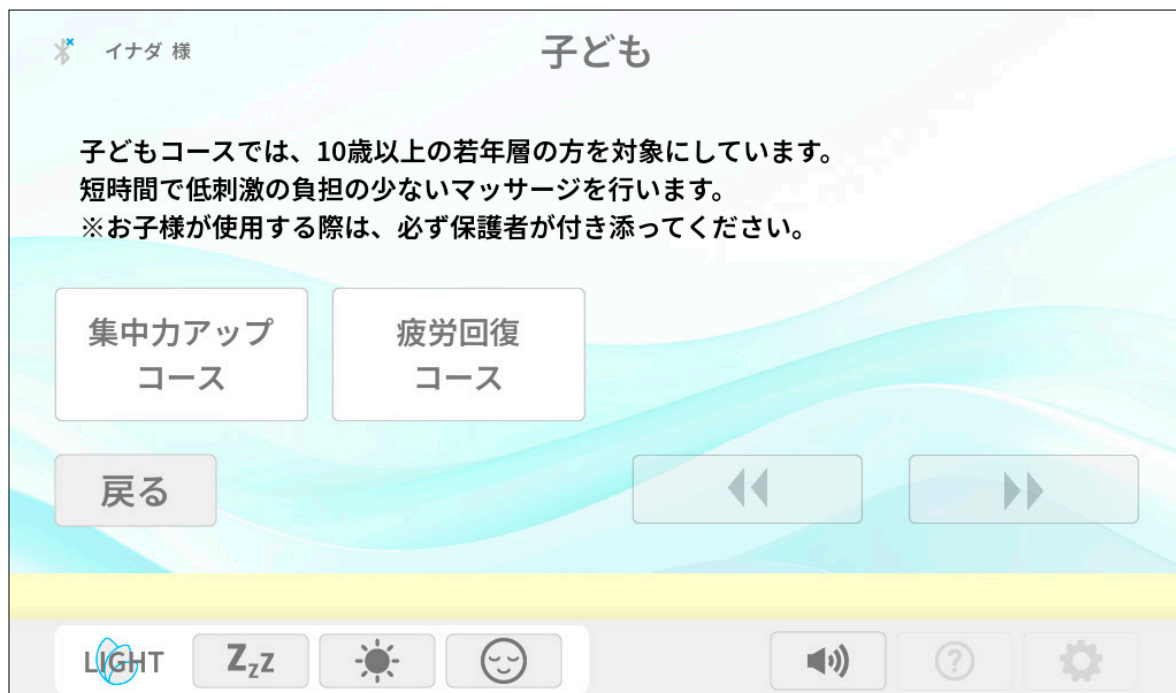 イナダ 様
子ども
子どもコースでは、10歳以上の若年層の方を対象にしています。
短時間で低刺激の負担の少ないマッサージを行います。
※お子様が使用する際は、必ず保護者が付き添ってください。
集中力アップ
コース
疲労回復
コース
戻る
LIGHT
ZzZ
?